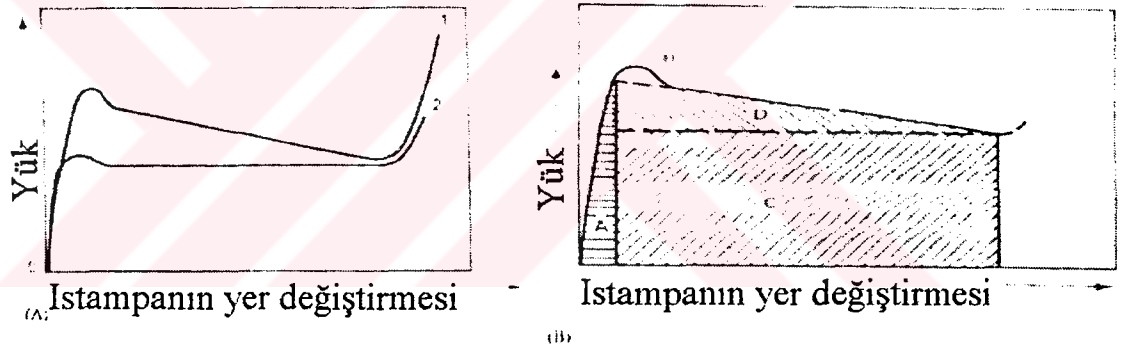 1
2
Yük
Istampanın yer değiştirmesi
(A)
D
C
A
Yük
Istampanın yer değiştirmesi
(B)